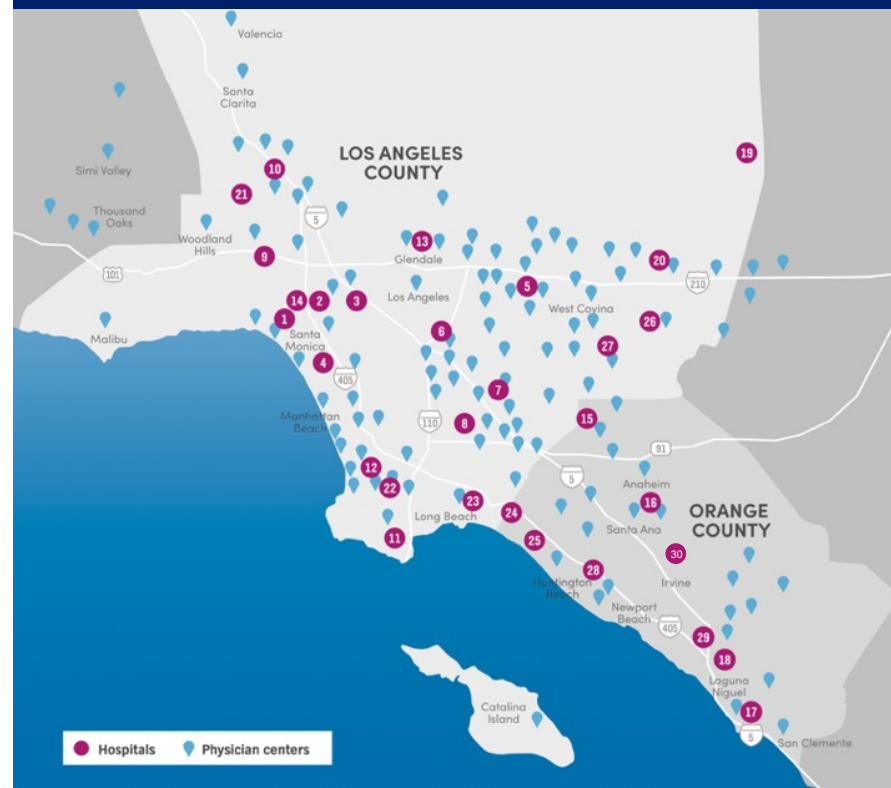 Valencia
Santa
Clarita
LOS ANGELES
COUNTY
19
10
Simi Valley
21
Thousand
Oaks
5
Woodland
Hills
13
Glendale
9
20
101
210
Los Angeles
5
West Covina
14
2
3
1
Santa
Monica
6
26
Malibu
27
4
405
7
Manhattan
Beach
110
8
15
91
12
5
Anaheim
22
Long Beach
23
24
16
Santa Ana
ORANGE
COUNTY
11
25
30
28
Irvine
Huntington
Beach
Newport
Beach
405
29
18
Laguna
Niguel
Catalina
Island
17
5
San Clemente
Hospitals
Physician centers